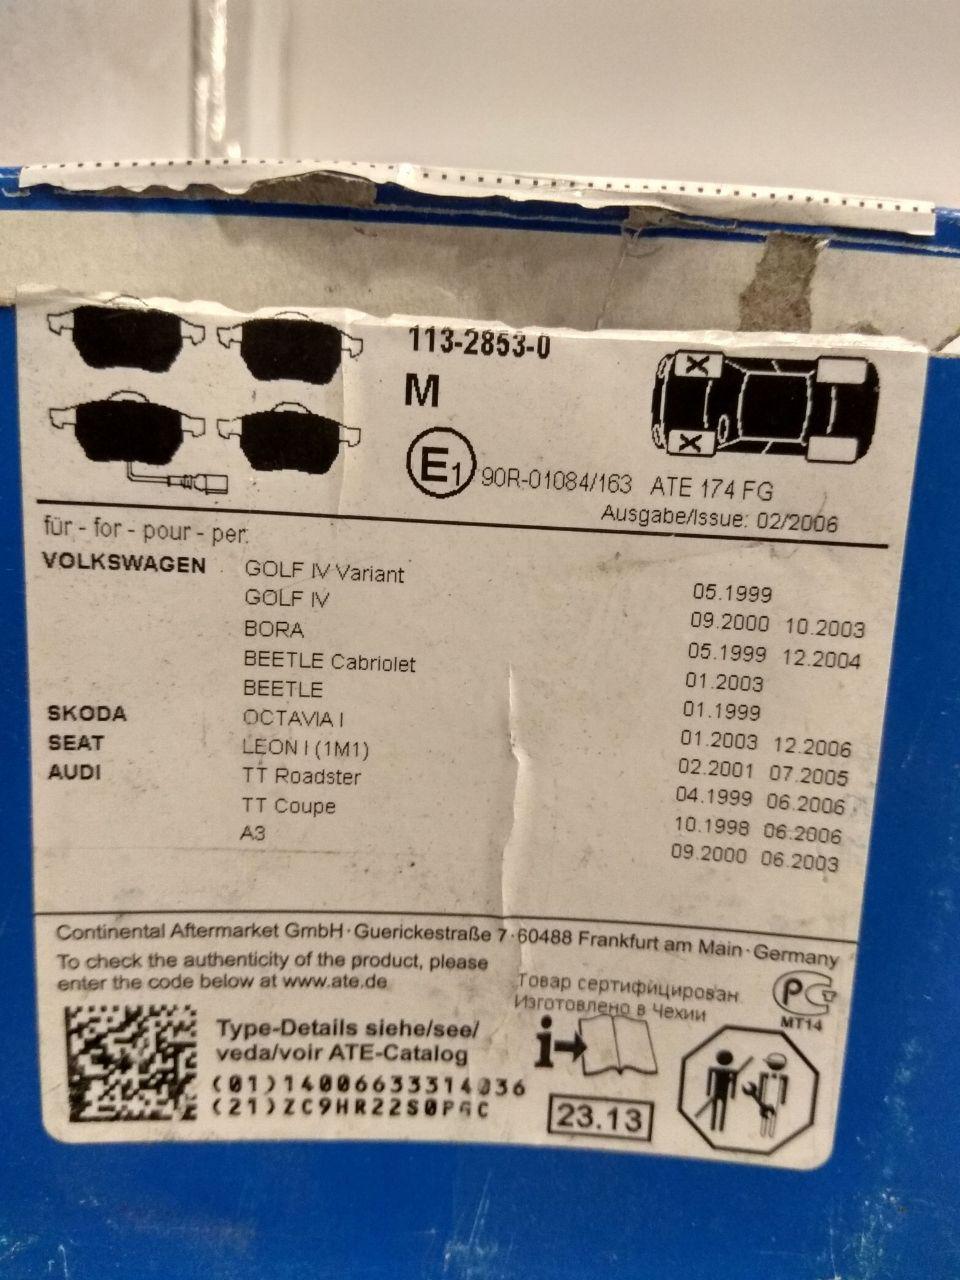 113-2853-0
M
E1 90R-01084/163 ATE 174 FG
Ausgabe/Issue: 02/2006
für - for - pour - per:
VOLKSWAGEN GOLF IV Variant 05.1999
GOLF IV 09.2000 10.2003
BORA 05.1999 12.2004
BEETLE Cabriolet 01.2003
BEETLE 01.1999
SKODA OCTAVIA I 01.2003 12.2006
SEAT LEON I (1M1) 02.2001 07.2005
AUDI TT Roadster 04.1999 06.2006
TT Coupe 10.1998 06.2006
A3 09.2000 06.2003
Continental Aftermarket GmbH · Guerickestraße 7 · 60488 Frankfurt am Main · Germany
To check the authenticity of the product, please
enter the code below at www.ate.de
Товар сертифицирован
Изготовлено в Чехии
PC
МТ14
Type-Details siehe/see/
veda/voir ATE-Catalog
(01)14006633314036
i
23.13